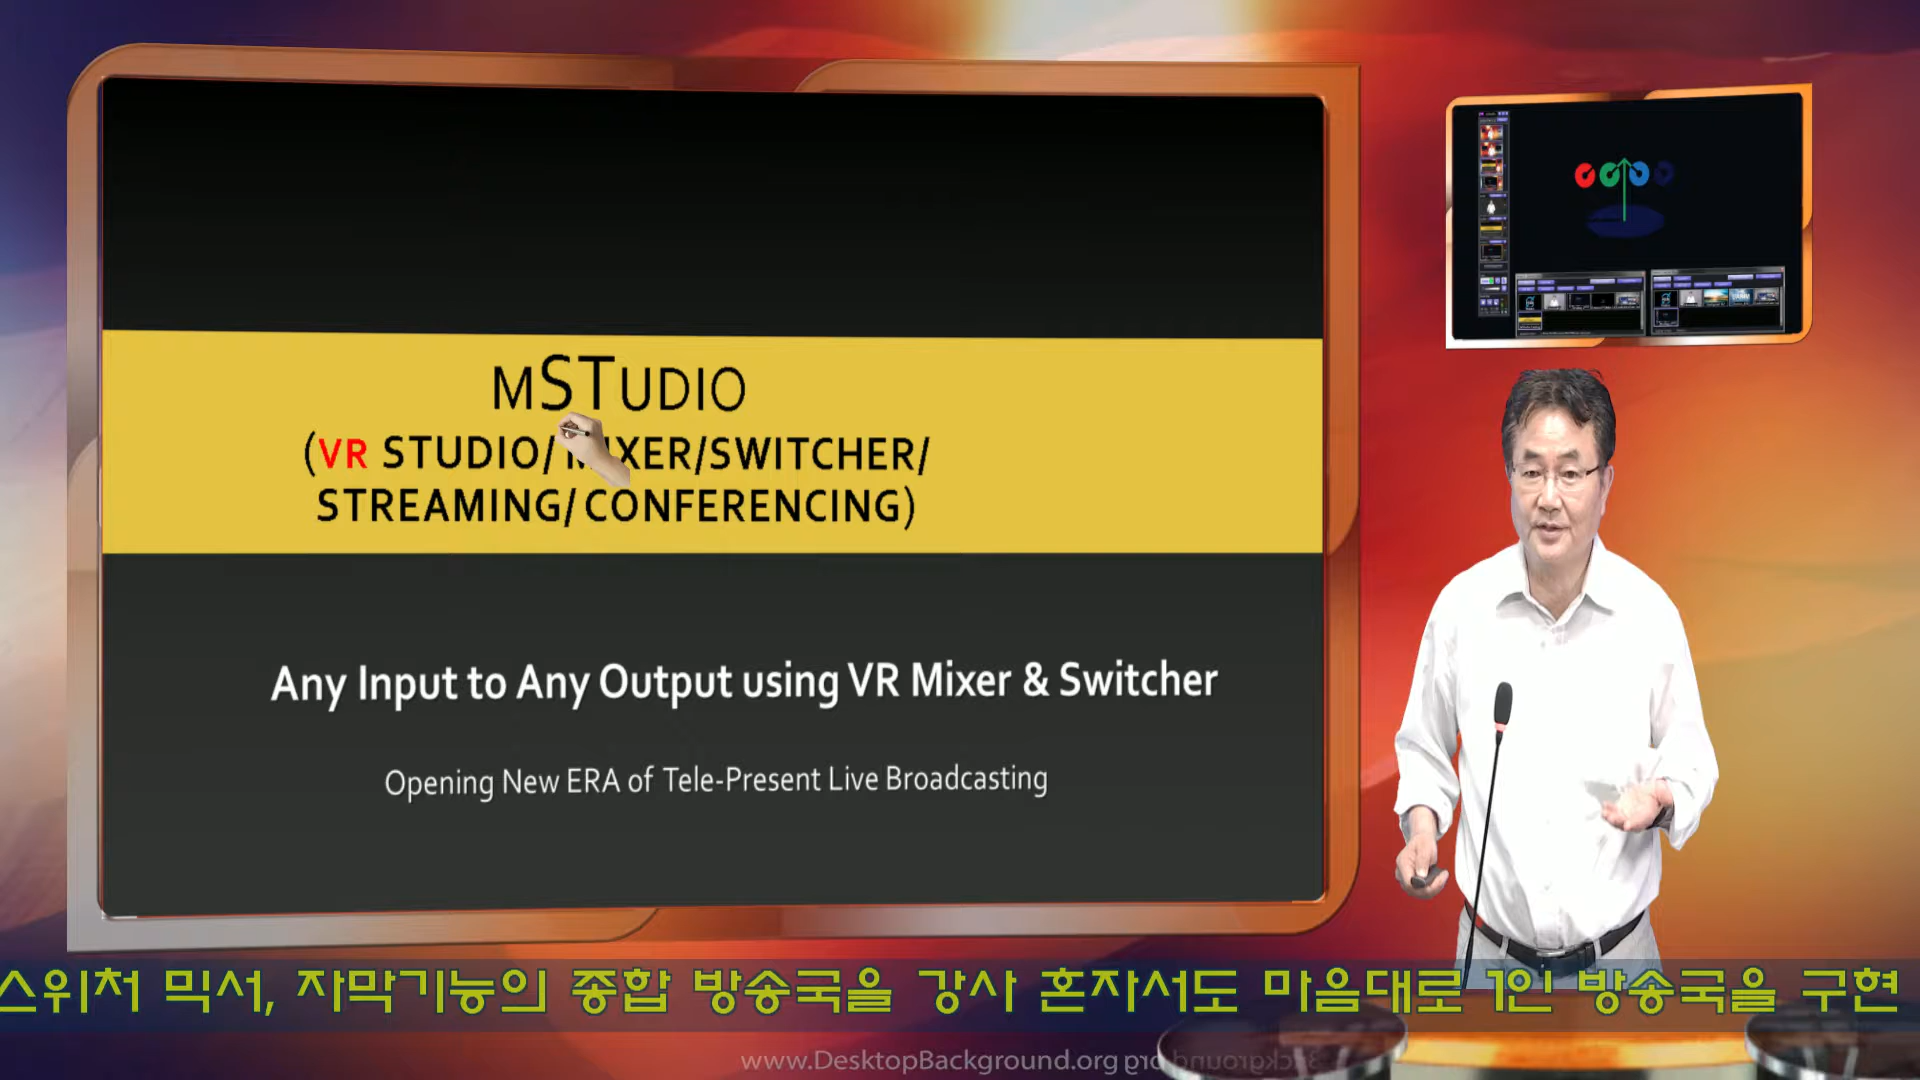 MSTUDIO
(VR STUDIO/MIXER/SWITCHER/
STREAMING/CONFERENCING)
Any Input to Any Output using VR Mixer & Switcher
Opening New ERA of Tele-Present Live Broadcasting
스위처 믹서, 자막기능의 종합 방송국을 강사 혼자서도 마음대로 1인 방송국을 구현
www.DesktopBackground.org